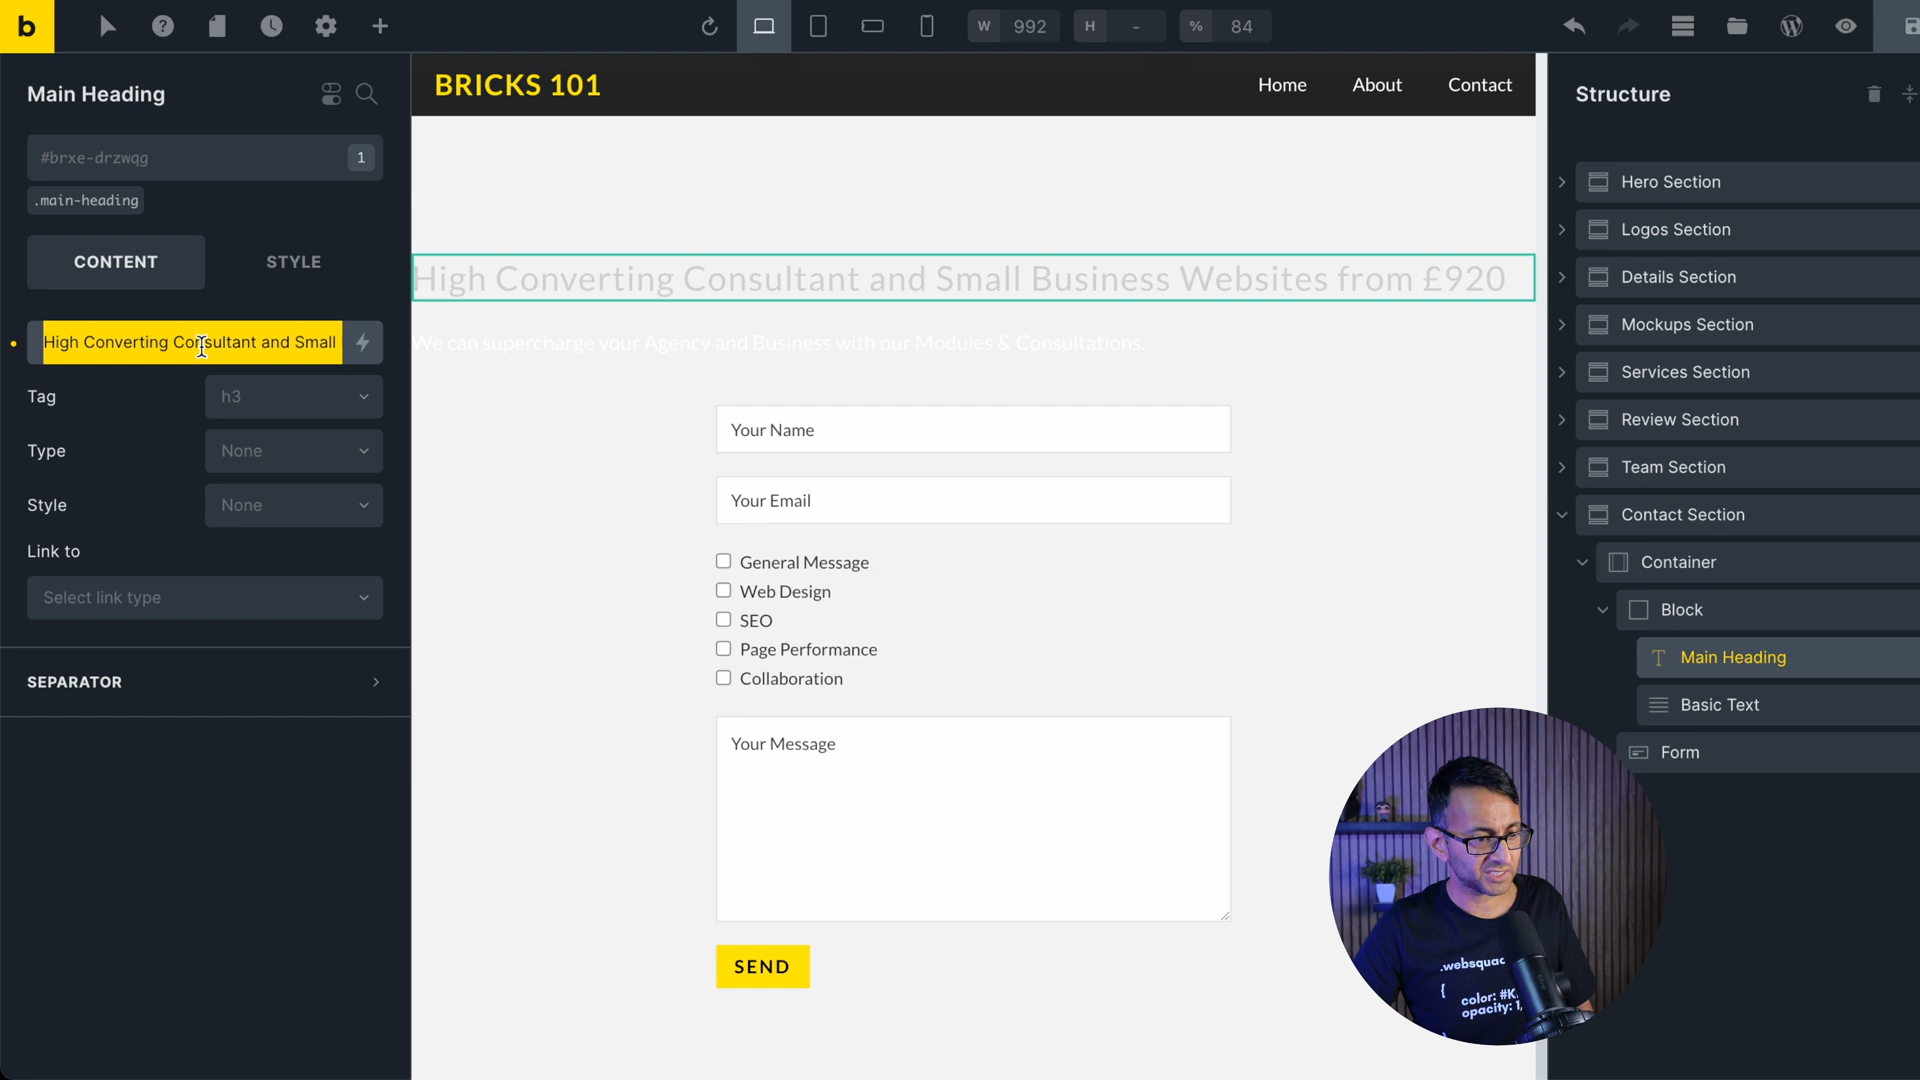 b
W 992
H -
% 84
Main Heading
#brxe-drzwqg
1
.main-heading
CONTENT
STYLE
High Converting Consultant and Small
Tag
h3
Type
None
Style
None
Link to
Select link type
SEPARATOR
BRICKS 101
Home
About
Contact
High Converting Consultant and Small Business Websites from £920
We can supercharge your Agency and Business with our Modules & Consultations.
Your Name
Your Email
General Message
Web Design
SEO
Page Performance
Collaboration
Your Message
SEND
Structure
Hero Section
Logos Section
Details Section
Mockups Section
Services Section
Review Section
Team Section
Contact Section
Container
Block
Main Heading
Basic Text
Form
.websquad
{
color: #K
opacity: 1,